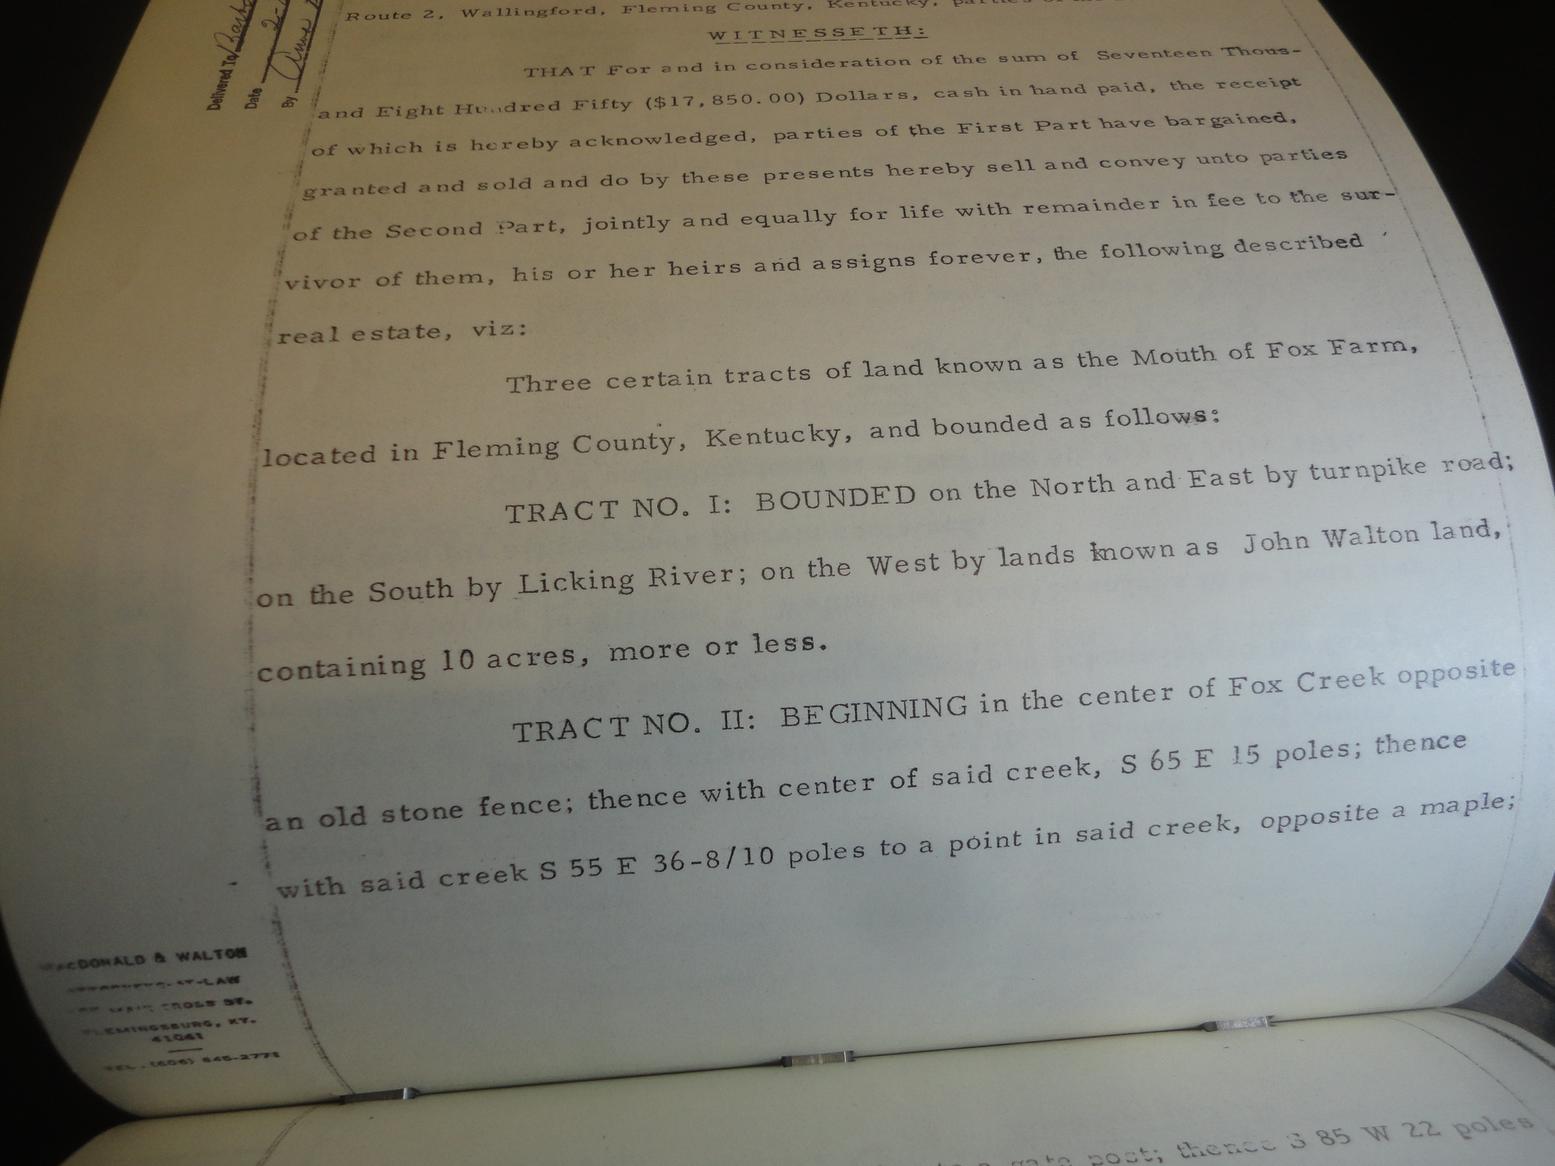 Delivered To
Date
By
Route 2, Wallingford, Fleming County, Kentucky,
WITNESSETH:
THAT For and in consideration of the sum of Seventeen Thous-
and Eight Hundred Fifty ($17,850.00) Dollars, cash in hand paid, the receipt
of which is hereby acknowledged, parties of the First Part have bargained,
granted and sold and do by these presents hereby sell and convey unto parties
of the Second Part, jointly and equally for life with remainder in fee to the sur-
vivor of them, his or her heirs and assigns forever, the following described
real estate, viz:
Three certain tracts of land known as the Mouth of Fox Farm,
located in Fleming County, Kentucky, and bounded as follows:
TRACT NO. I: BOUNDED on the North and East by turnpike road;
on the South by Licking River; on the West by lands known as John Walton land,
containing 10 acres, more or less.
TRACT NO. II: BEGINNING in the center of Fox Creek opposite
an old stone fence; thence with center of said creek, S 65 E 15 poles; thence
with said creek S 55 E 36-8/10 poles to a point in said creek, opposite a maple;
MacDONALD & WALTON
CROSS ST.
FLEMINGSBURG, KY.
41041
TEL. (606) 845-2771
gate post; thence S 85 W 22 poles